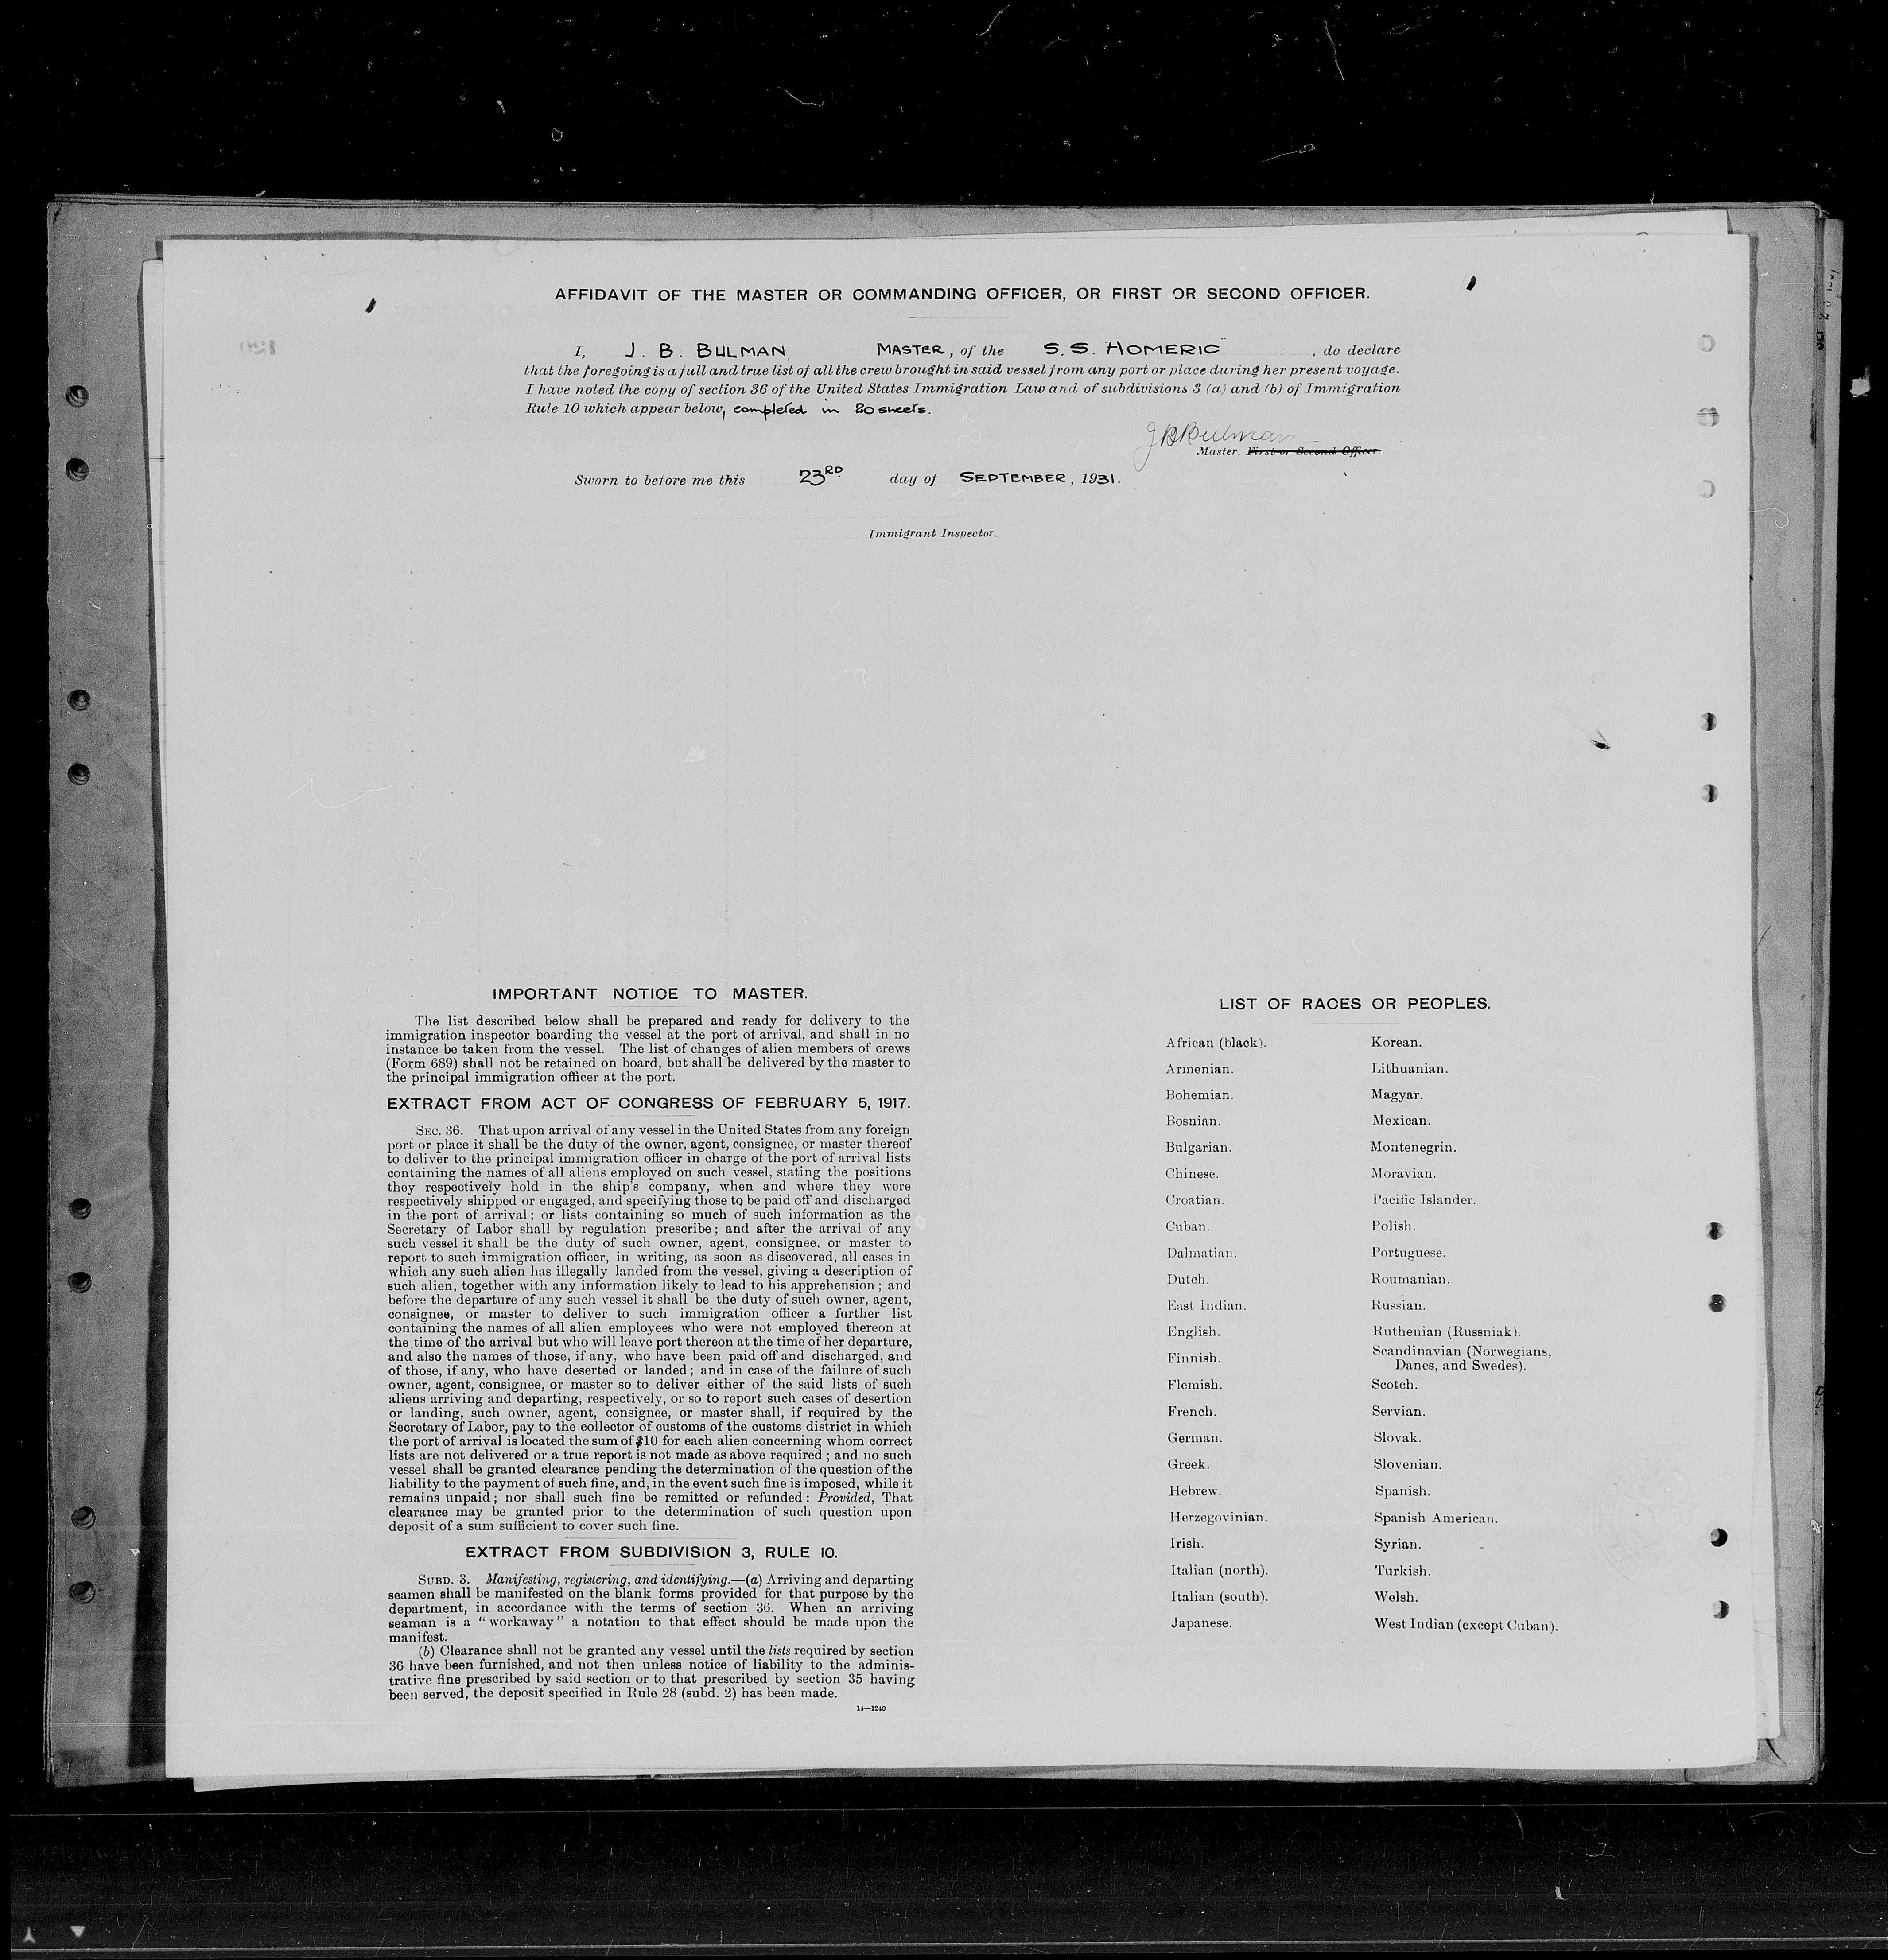 AFFIDAVIT OF THE MASTER OR COMMANDING OFFICER, OR FIRST OR SECOND OFFICER.
I, J. B. BULMAN, MASTER, of the S.S. "HOMERIC", do declare
that the foregoing is a full and true list of all the crew brought in said vessel from any port or place during her present voyage.
I have noted the copy of section 36 of the United States Immigration Law and of subdivisions 3 (a) and (b) of Immigration
Rule 10 which appear below, completed in 20 sheets.
JBBulman
Master, First or Second Officer.
Sworn to before me this 23RD day of SEPTEMBER, 1931.
Immigrant Inspector.
IMPORTANT NOTICE TO MASTER.
The list described below shall be prepared and ready for delivery to the
immigration inspector boarding the vessel at the port of arrival, and shall in no
instance be taken from the vessel. The list of changes of alien members of crews
(Form 689) shall not be retained on board, but shall be delivered by the master to
the principal immigration officer at the port.
EXTRACT FROM ACT OF CONGRESS OF FEBRUARY 5, 1917.
SEC. 36. That upon arrival of any vessel in the United States from any foreign
port or place it shall be the duty of the owner, agent, consignee, or master thereof
to deliver to the principal immigration officer in charge of the port of arrival lists
containing the names of all aliens employed on such vessel, stating the positions
they respectively hold in the ship's company, when and where they were
respectively shipped or engaged, and specifying those to be paid off and discharged
in the port of arrival; or lists containing so much of such information as the
Secretary of Labor shall by regulation prescribe; and after the arrival of any
such vessel it shall be the duty of such owner, agent, consignee, or master to
report to such immigration officer, in writing, as soon as discovered, all cases in
which any such alien has illegally landed from the vessel, giving a description of
such alien, together with any information likely to lead to his apprehension; and
before the departure of any such vessel it shall be the duty of such owner, agent,
consignee, or master to deliver to such immigration officer a further list
containing the names of all alien employees who were not employed thereon at
the time of the arrival but who will leave port thereon at the time of her departure,
and also the names of those, if any, who have been paid off and discharged, and
of those, if any, who have deserted or landed; and in case of the failure of such
owner, agent, consignee, or master so to deliver either of the said lists of such
aliens arriving and departing, respectively, or so to report such cases of desertion
or landing, such owner, agent, consignee, or master shall, if required by the
Secretary of Labor, pay to the collector of customs of the customs district in which
the port of arrival is located the sum of $10 for each alien concerning whom correct
lists are not delivered or a true report is not made as above required; and no such
vessel shall be granted clearance pending the determination of the question of the
liability to the payment of such fine, and, in the event such fine is imposed, while it
remains unpaid; nor shall such fine be remitted or refunded: Provided, That
clearance may be granted prior to the determination of such question upon
deposit of a sum sufficient to cover such fine.
EXTRACT FROM SUBDIVISION 3, RULE 10.
SUBD. 3. Manifesting, registering, and identifying.—(a) Arriving and departing
seamen shall be manifested on the blank forms provided for that purpose by the
department, in accordance with the terms of section 36. When an arriving
seaman is a "workaway" a notation to that effect should be made upon the
manifest.
(b) Clearance shall not be granted any vessel until the lists required by section
36 have been furnished, and not then unless notice of liability to the adminis-
trative fine prescribed by said section or to that prescribed by section 35 having
been served, the deposit specified in Rule 28 (subd. 2) has been made.
14—1240
LIST OF RACES OR PEOPLES.
African (black).
Armenian.
Bohemian.
Bosnian.
Bulgarian.
Chinese.
Croatian.
Cuban.
Dalmatian.
Dutch.
East Indian.
English.
Finnish.
Flemish.
French.
German.
Greek.
Hebrew.
Herzegovinian.
Irish.
Italian (north).
Italian (south).
Japanese.
Korean.
Lithuanian.
Magyar.
Mexican.
Montenegrin.
Moravian.
Pacific Islander.
Polish.
Portuguese.
Roumanian.
Russian.
Ruthenian (Russniak).
Scandinavian (Norwegians,
Danes, and Swedes).
Scotch.
Servian.
Slovak.
Slovenian.
Spanish.
Spanish American.
Syrian.
Turkish.
Welsh.
West Indian (except Cuban).